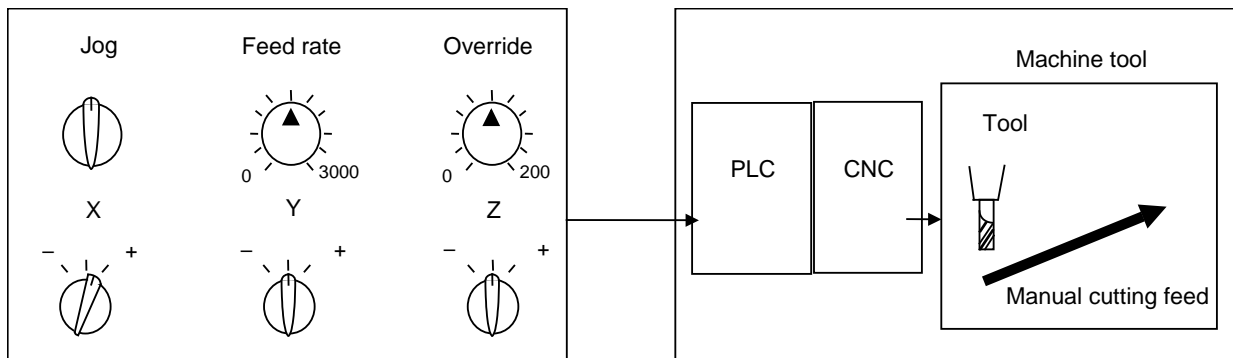 Jog Feed rate Override
0 3000 0 200
X Y Z
– + – + – +
Machine tool
Tool
PLC CNC
Manual cutting feed